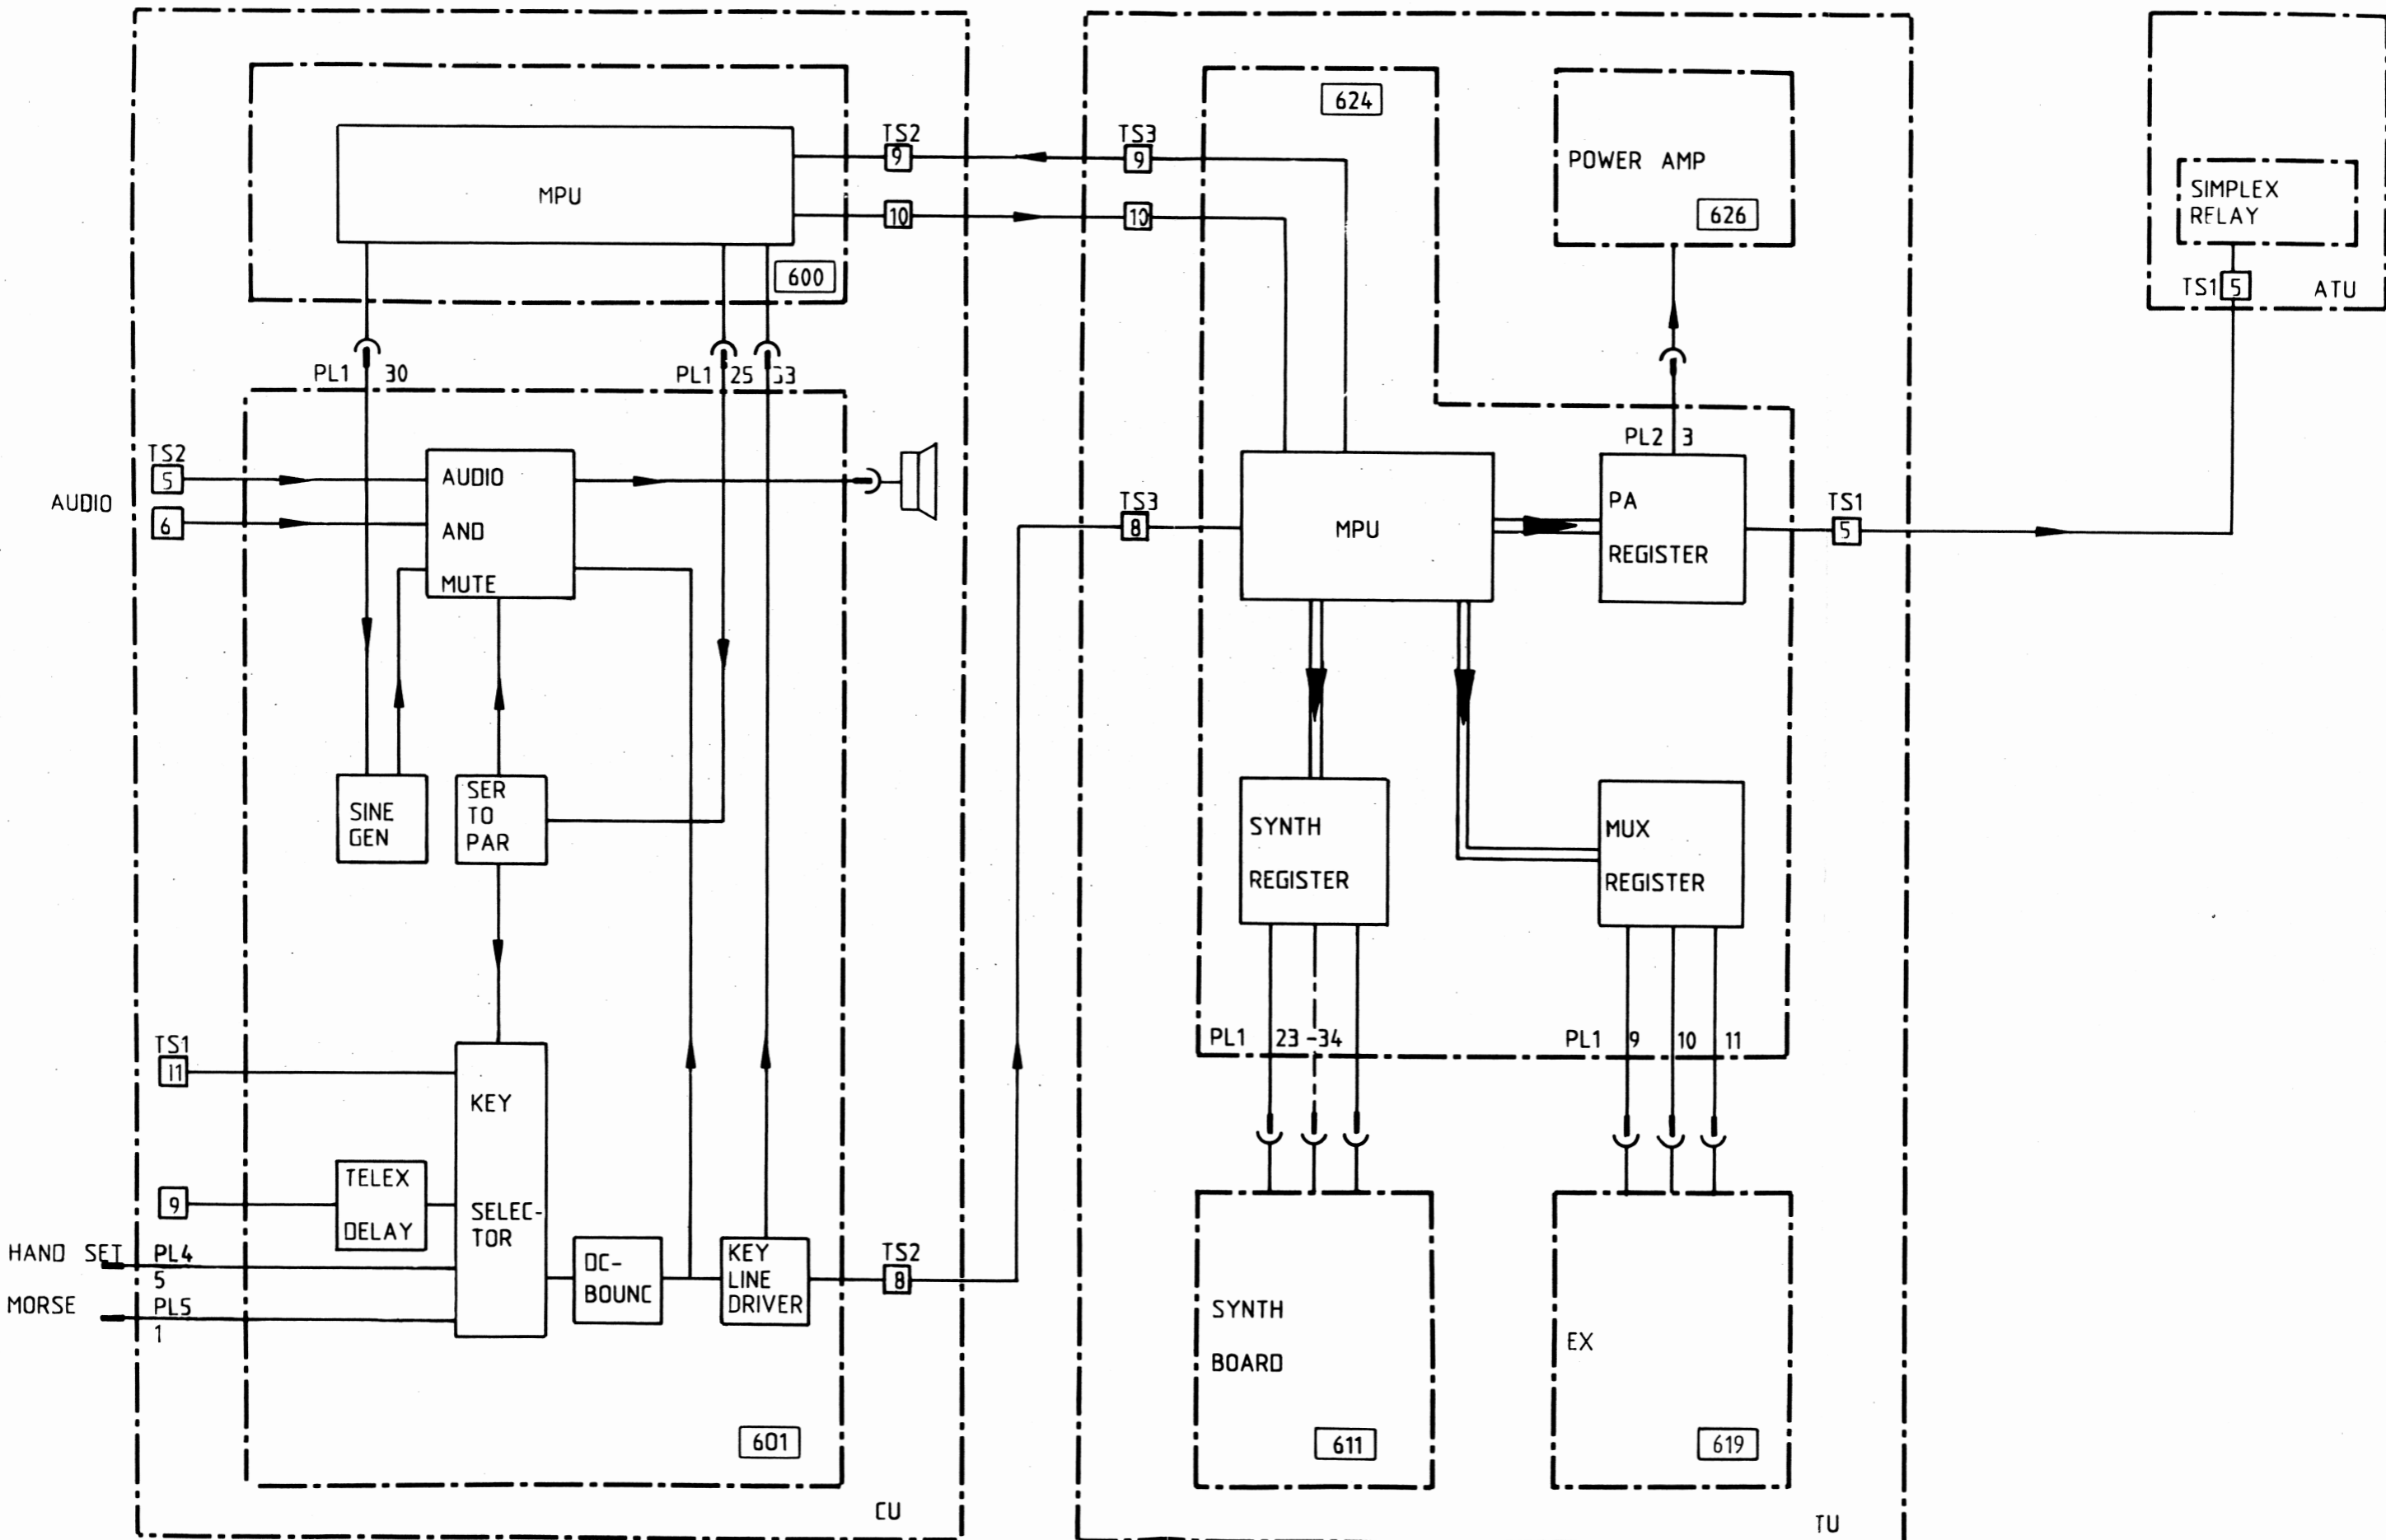 624
POWER AMP
626
MPU
600
TS2
9
10
TS3
9
10
SIMPLEX
RELAY
TS1 5
ATU
PL1 30
PL1 25 33
TS2
5
AUDIO
6
AUDIO
AND
MUTE
SINE
GEN
SER
TO
PAR
TS1
11
KEY
SELEC-
TOR
9
TELEX
DELAY
HAND SET
PL4
5
MORSE
PL5
1
DC-
BOUNC
KEY
LINE
DRIVER
TS2
8
601
CU
TS3
8
MPU
PL2 3
PA
REGISTER
TS1
5
SYNTH
REGISTER
MUX
REGISTER
PL1 23 -34
PL1 9 10 11
SYNTH
BOARD
611
EX
619
TU